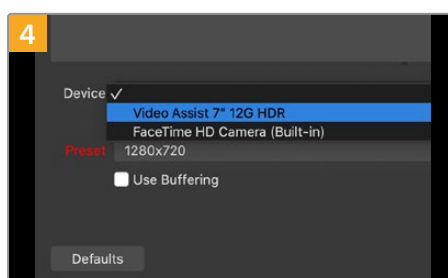 4
Device ✓
Video Assist 7" 12G HDR
FaceTime HD Camera (Built-in)
Preset 1280x720
Use Buffering
Defaults